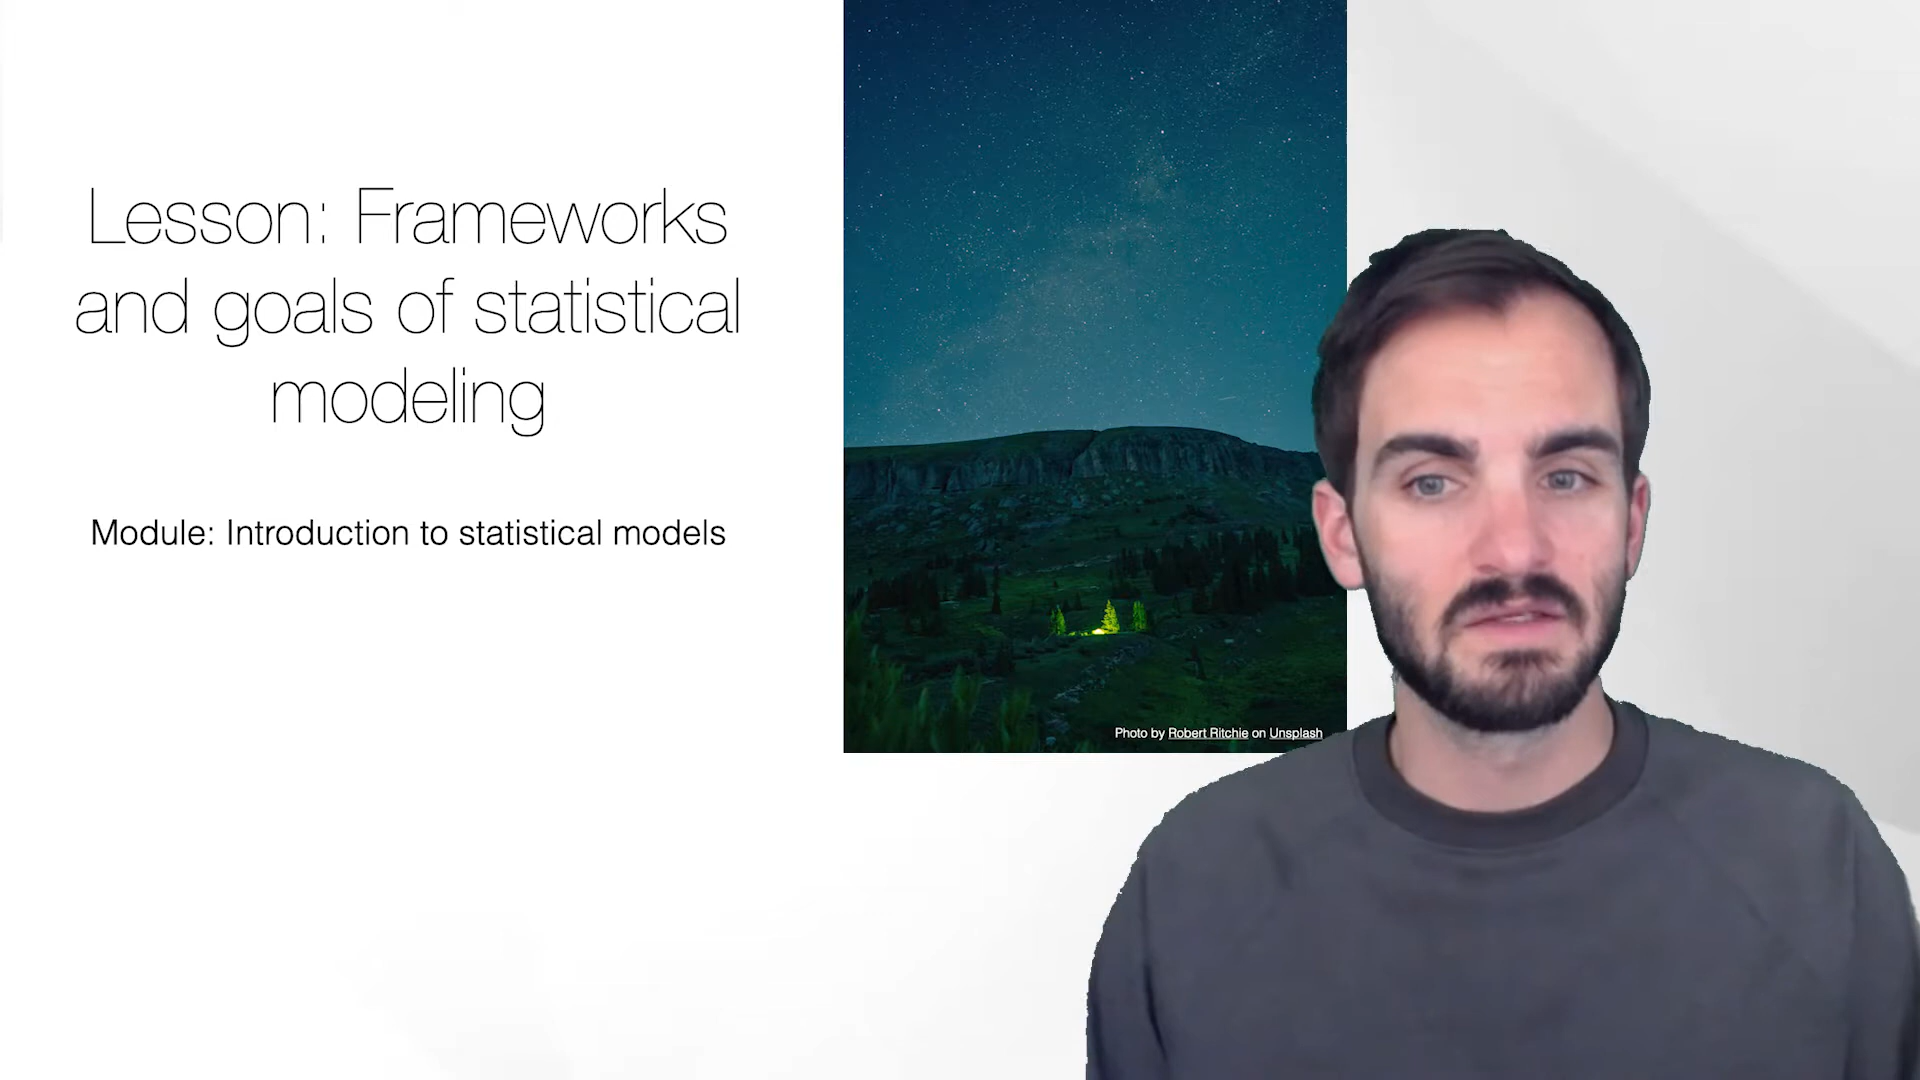 Lesson: Frameworks
and goals of statistical
modeling
Module: Introduction to statistical models
Photo by Robert Ritchie on Unsplash